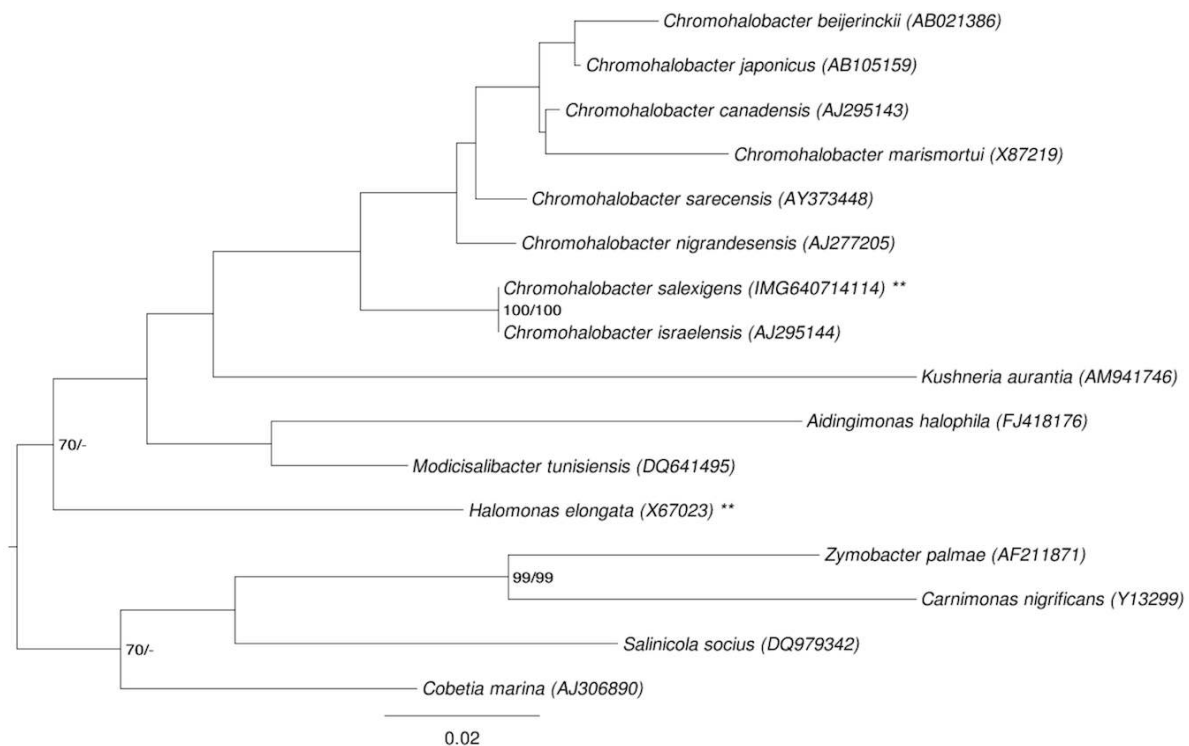 Chromohalobacter beijerinckii (AB021386)
Chromohalobacter japonicus (AB105159)
Chromohalobacter canadensis (AJ295143)
Chromohalobacter marismortui (X87219)
Chromohalobacter sarecensis (AY373448)
Chromohalobacter nigrandesensis (AJ277205)
Chromohalobacter salexigens (IMG640714114) **
100/100
Chromohalobacter israelensis (AJ295144)
Kushneria aurantia (AM941746)
Aidingimonas halophila (FJ418176)
70/-
Modicisalibacter tunisiensis (DQ641495)
Halomonas elongata (X67023) **
Zymobacter palmae (AF211871)
99/99
Carnimonas nigrificans (Y13299)
Salinicola socius (DQ979342)
70/-
Cobetia marina (AJ306890)
0.02